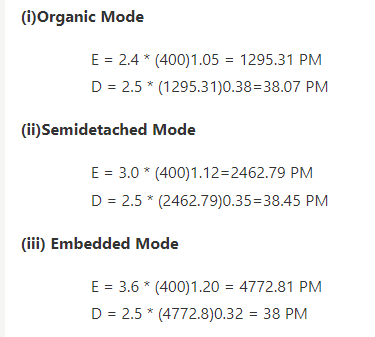 (i)Organic Mode
E = 2.4 * (400)1.05 = 1295.31 PM
D = 2.5 * (1295.31)0.38=38.07 PM
(ii)Semidetached Mode
E = 3.0 * (400)1.12=2462.79 PM
D = 2.5 * (2462.79)0.35=38.45 PM
(iii) Embedded Mode
E = 3.6 * (400)1.20 = 4772.81 PM
D = 2.5 * (4772.8)0.32 = 38 PM